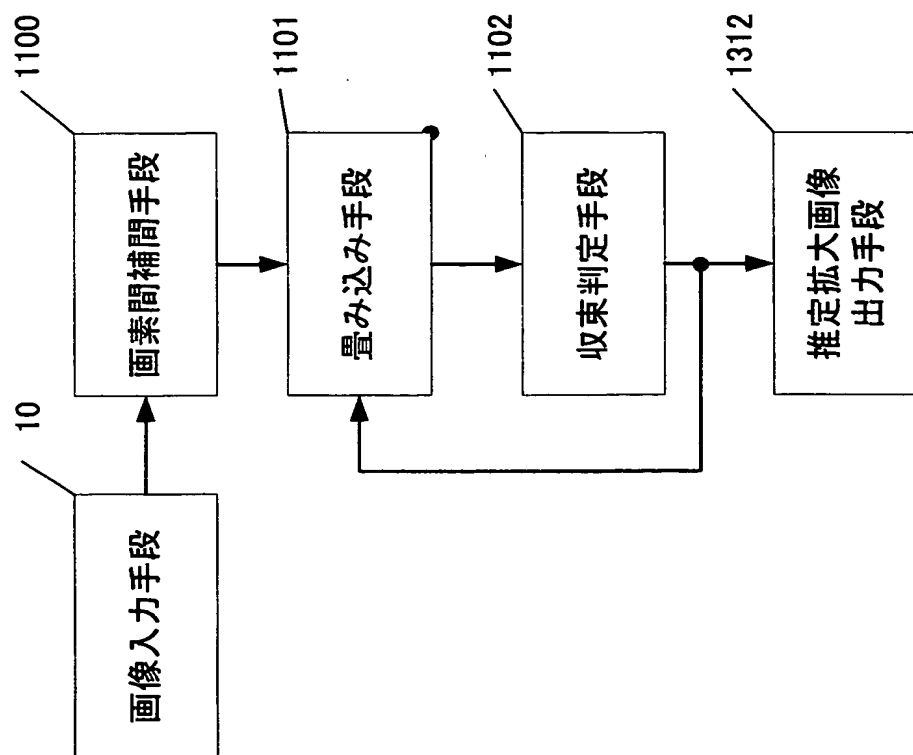 10
画像入力手段
1100
画素間補間手段
1101
畳み込み手段
1102
収束判定手段
1312
推定拡大画像
出力手段